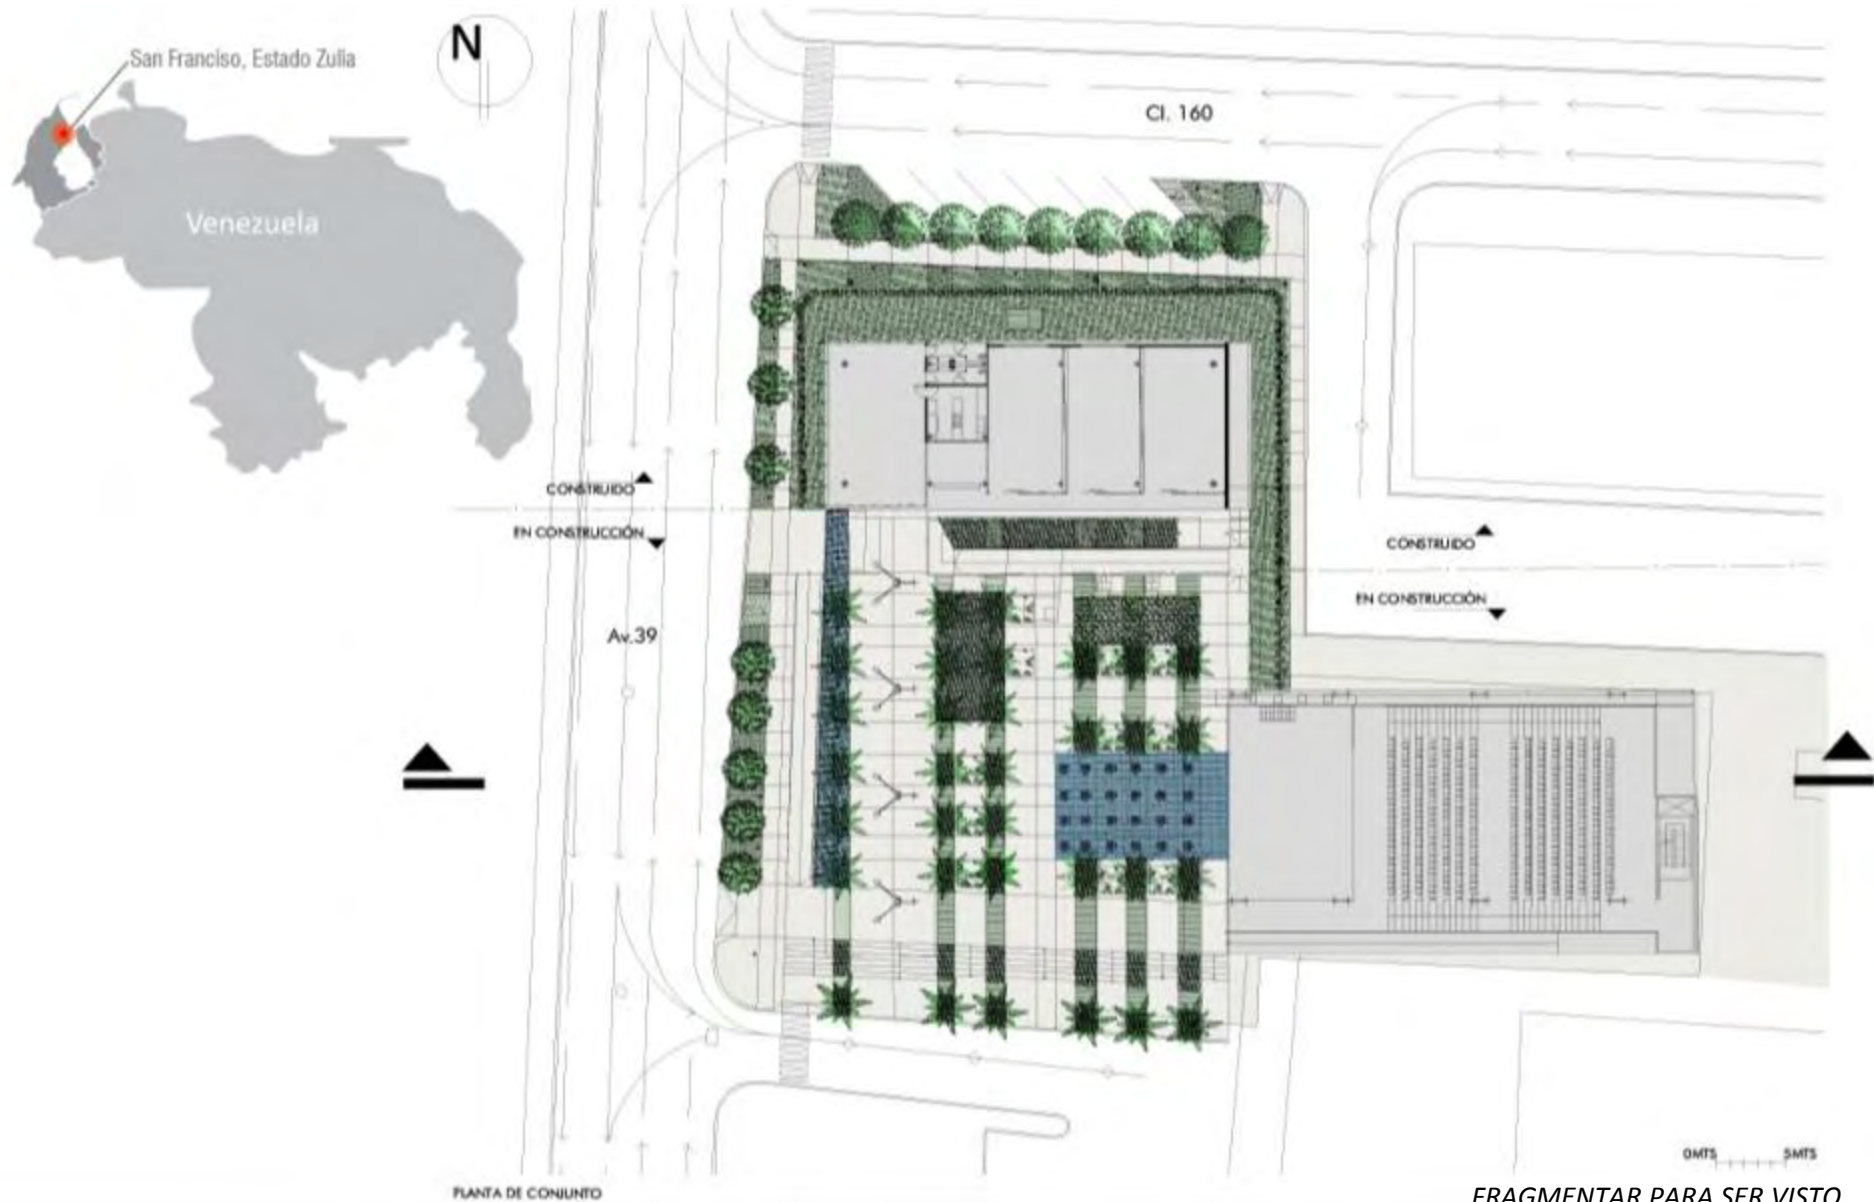 San Franciso, Estado Zulia
N
Venezuela
Cl. 160
CONSTRUIDO
EN CONSTRUCCIÓN
CONSTRUIDO
EN CONSTRUCCIÓN
Av.39
0MTS 5MTS
PLANTA DE CONJUNTO
FRAGMENTAR PARA SER VISTO